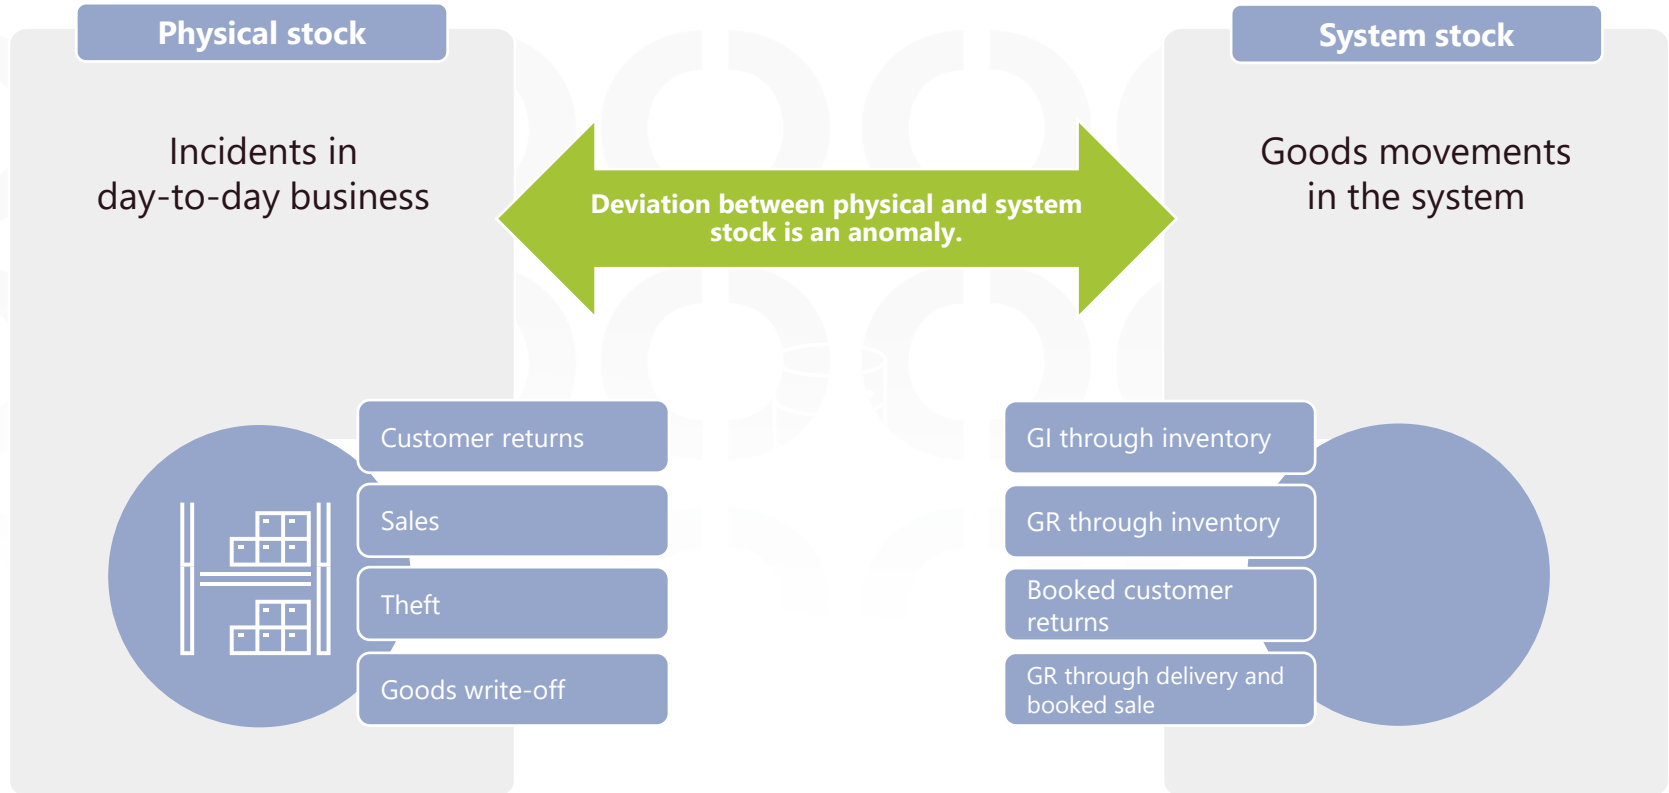 Physical stock
Incidents in
day-to-day business
Customer returns
Sales
Theft
Goods write-off
Deviation between physical and system
stock is an anomaly.
System stock
Goods movements
in the system
GI through inventory
GR through inventory
Booked customer
returns
GR through delivery and
booked sale